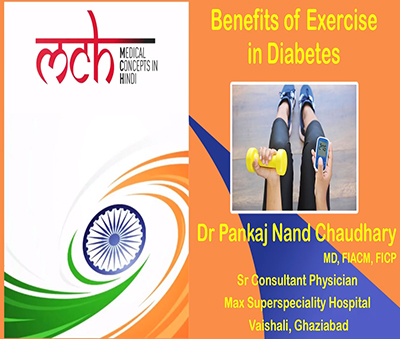 mch
MEDICAL
CONCEPTS IN
HINDI
Benefits of Exercise
in Diabetes
Dr Pankaj Nand Chaudhary
MD, FIACM, FICP
Sr Consultant Physician
Max Superspeciality Hospital
Vaishali, Ghaziabad